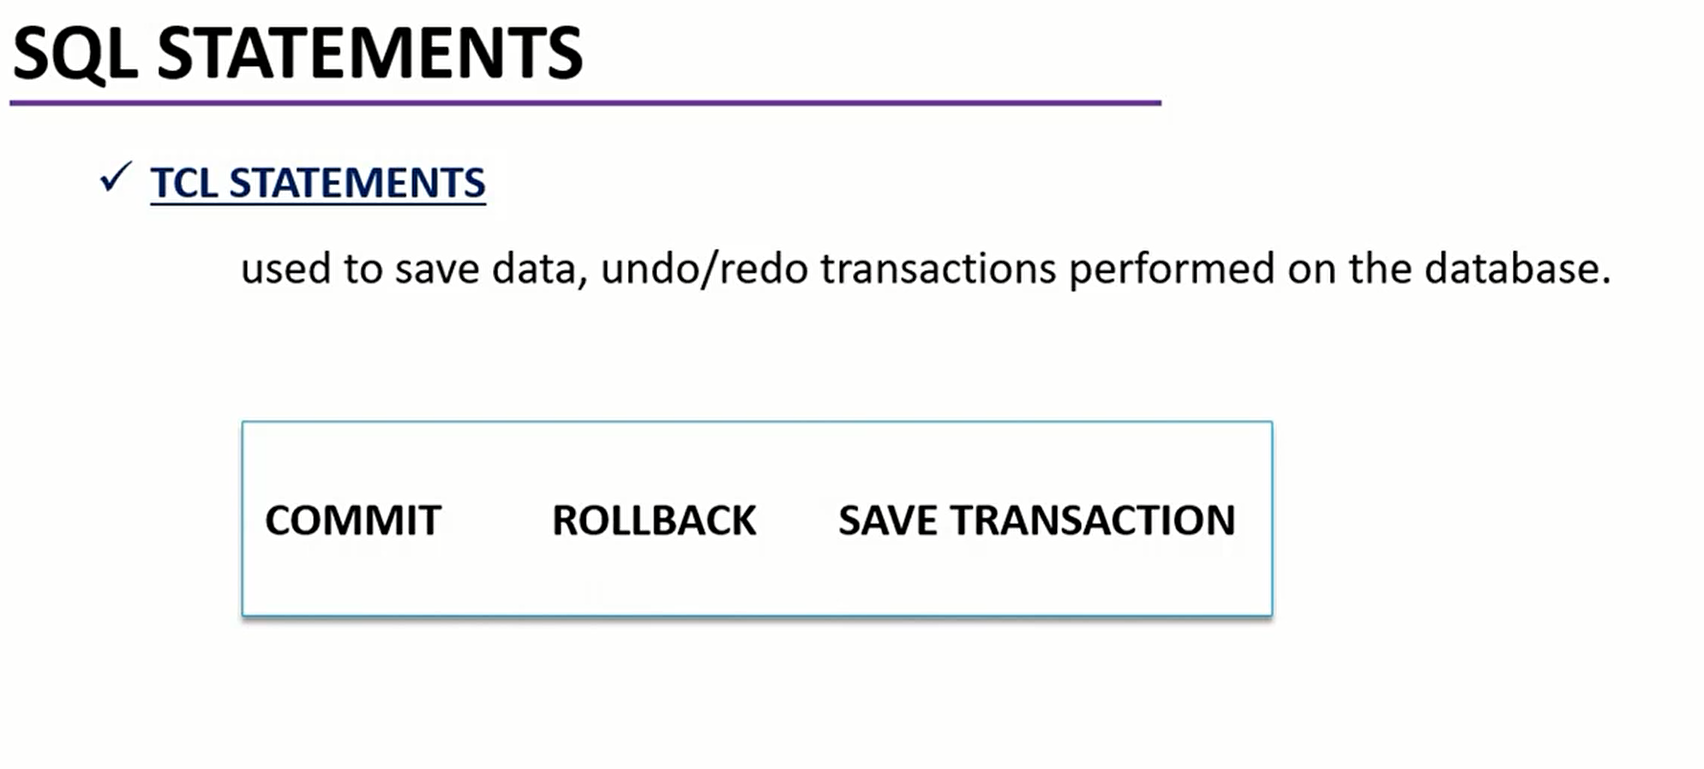 SQL STATEMENTS
✓ TCL STATEMENTS
used to save data, undo/redo transactions performed on the database.
COMMIT ROLLBACK SAVE TRANSACTION